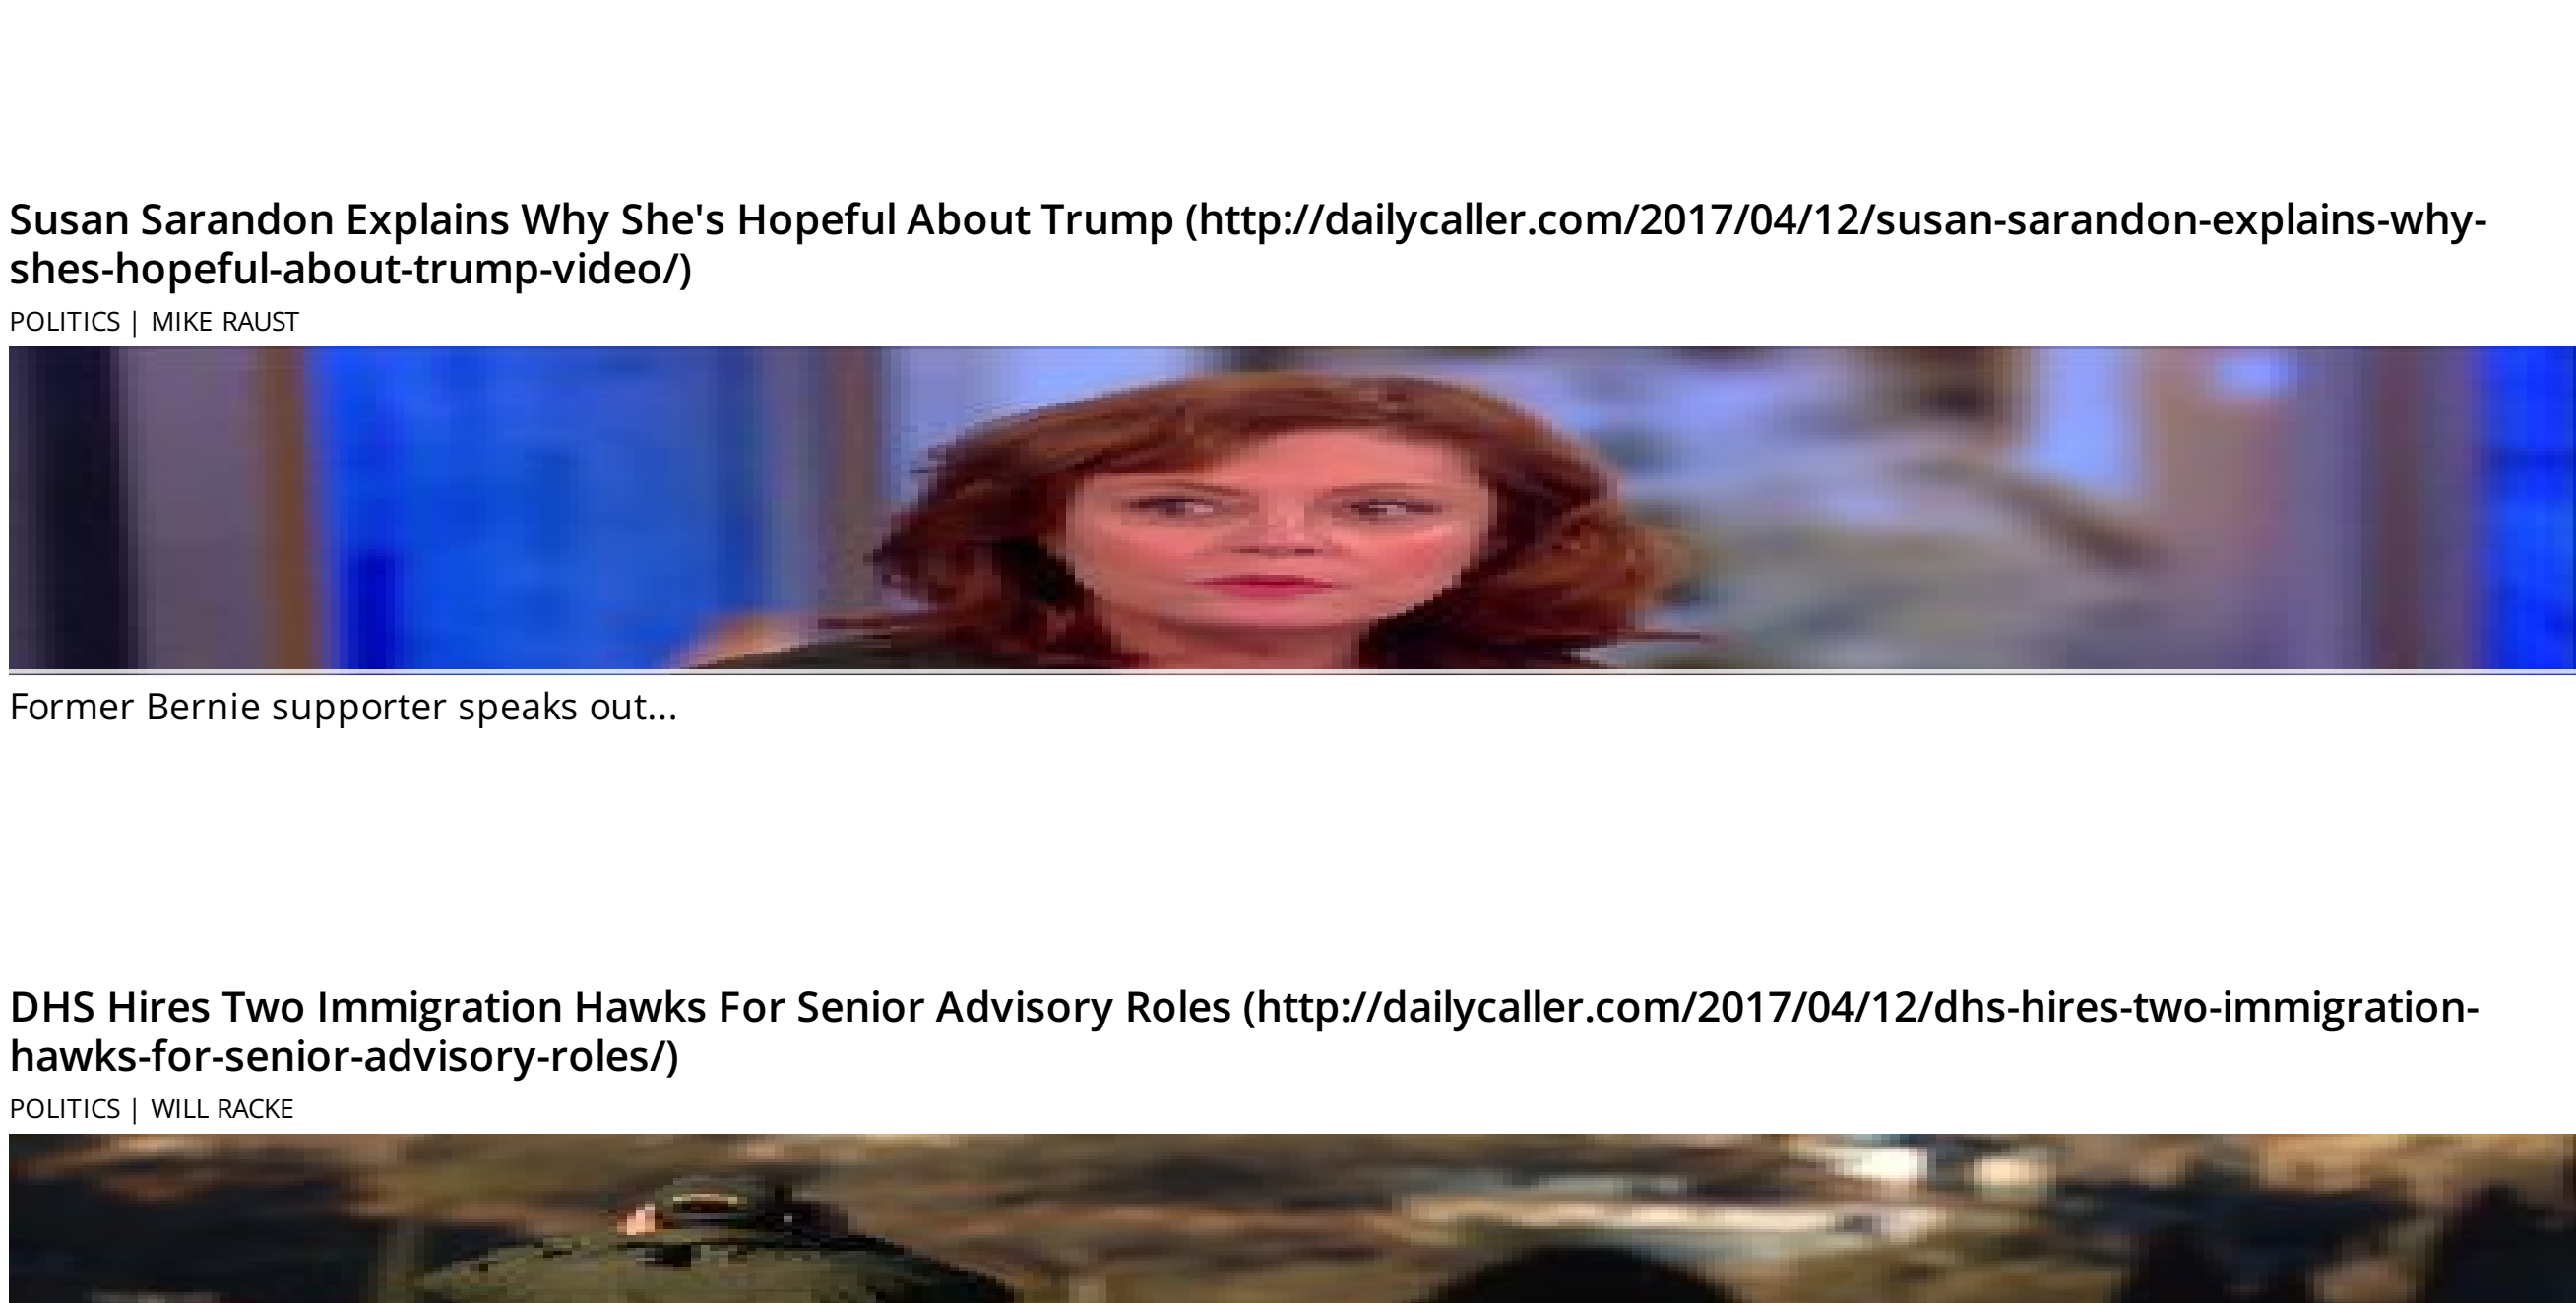 Susan Sarandon Explains Why She's Hopeful About Trump (http://dailycaller.com/2017/04/12/susan-sarandon-explains-why-
shes-hopeful-about-trump-video/)
POLITICS | MIKE RAUST
Former Bernie supporter speaks out...
DHS Hires Two Immigration Hawks For Senior Advisory Roles (http://dailycaller.com/2017/04/12/dhs-hires-two-immigration-
hawks-for-senior-advisory-roles/)
POLITICS | WILL RACKE